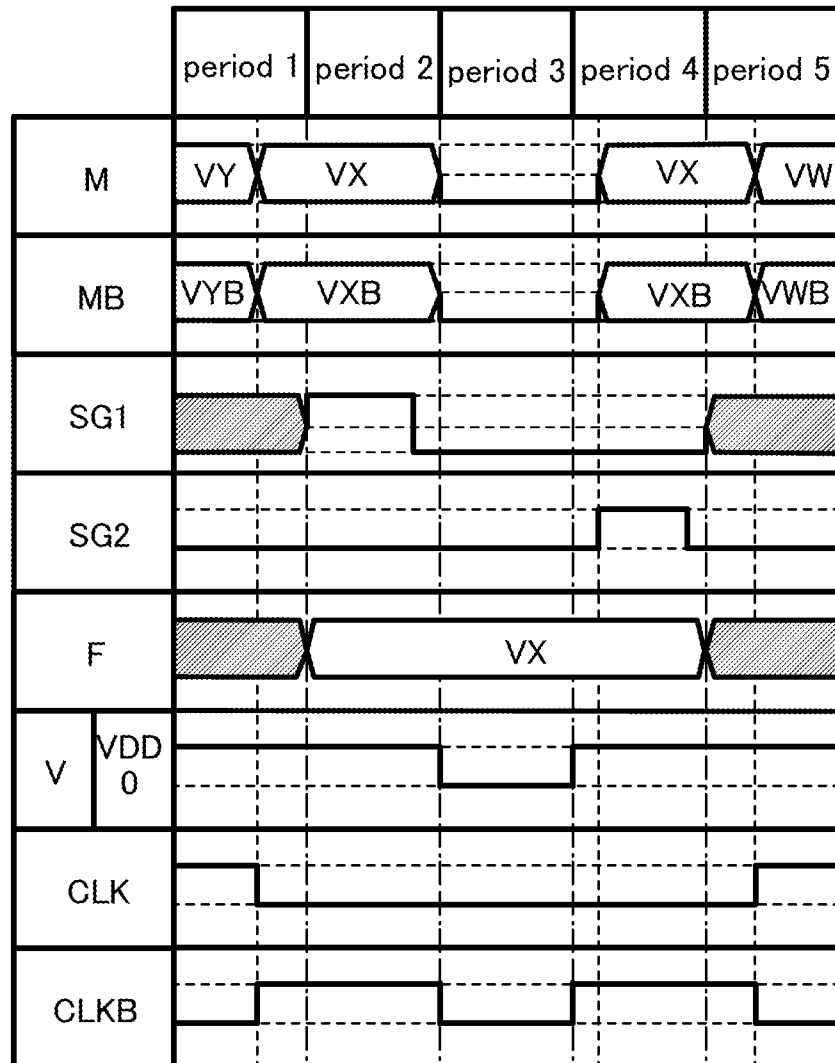 period 1 period 2 period 3 period 4 period 5
M VY VX VX VW
MB VYB VXB VXB VWB
SG1
SG2
F VX
V VDD
0
CLK
CLKB